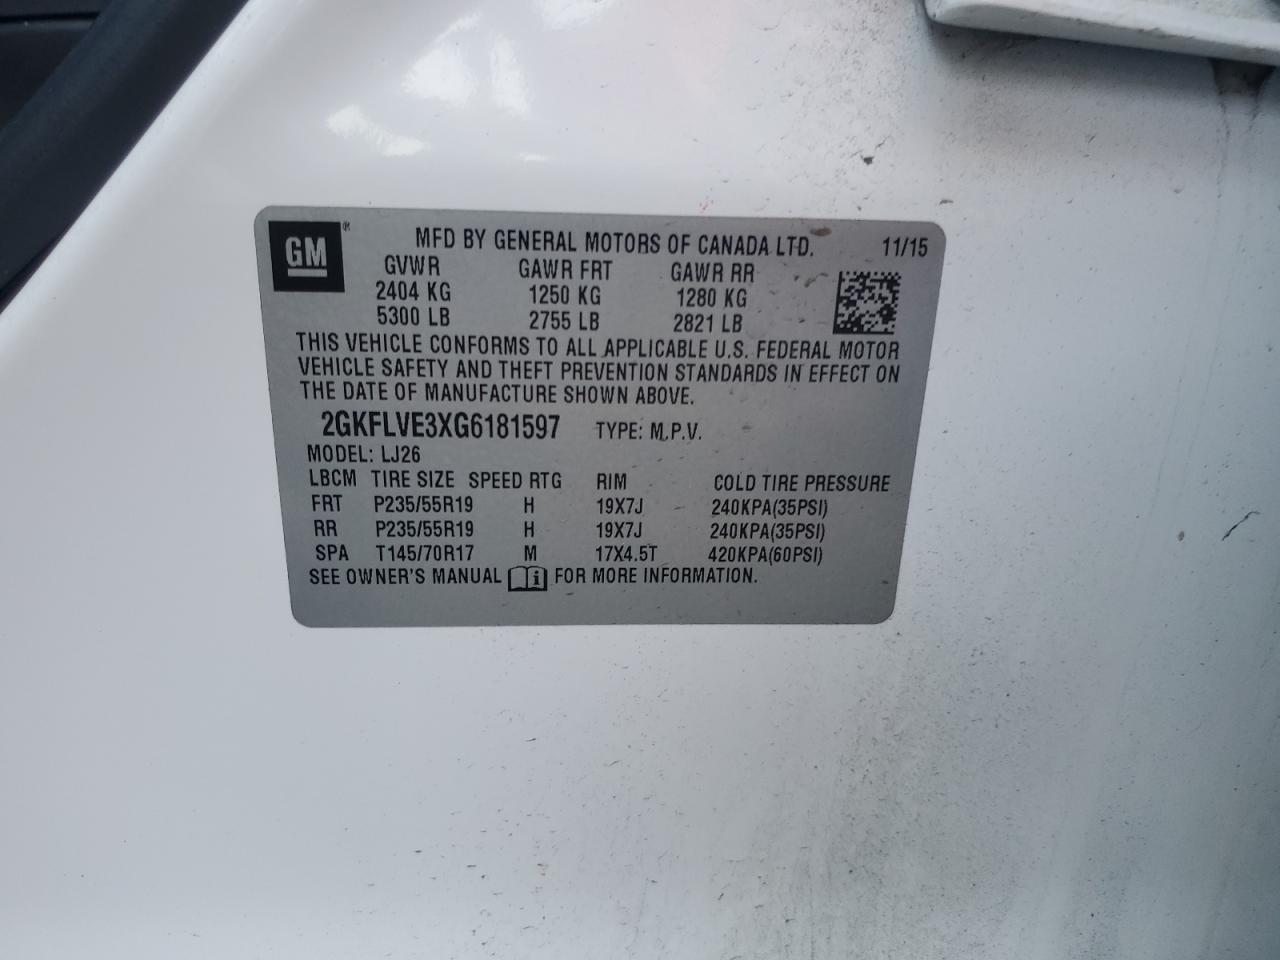 GM ® MFD BY GENERAL MOTORS OF CANADA LTD. 11/15
GVWR GAWR FRT GAWR RR
2404 KG 1250 KG 1280 KG
5300 LB 2755 LB 2821 LB
THIS VEHICLE CONFORMS TO ALL APPLICABLE U.S. FEDERAL MOTOR
VEHICLE SAFETY AND THEFT PREVENTION STANDARDS IN EFFECT ON
THE DATE OF MANUFACTURE SHOWN ABOVE.
2GKFLVE3XG6181597 TYPE: M.P.V.
MODEL: LJ26
LBCM TIRE SIZE SPEED RTG RIM COLD TIRE PRESSURE
FRT P235/55R19 H 19X7J 240KPA(35PSI)
RR P235/55R19 H 19X7J 240KPA(35PSI)
SPA T145/70R17 M 17X4.5T 420KPA(60PSI)
SEE OWNER'S MANUAL i FOR MORE INFORMATION.